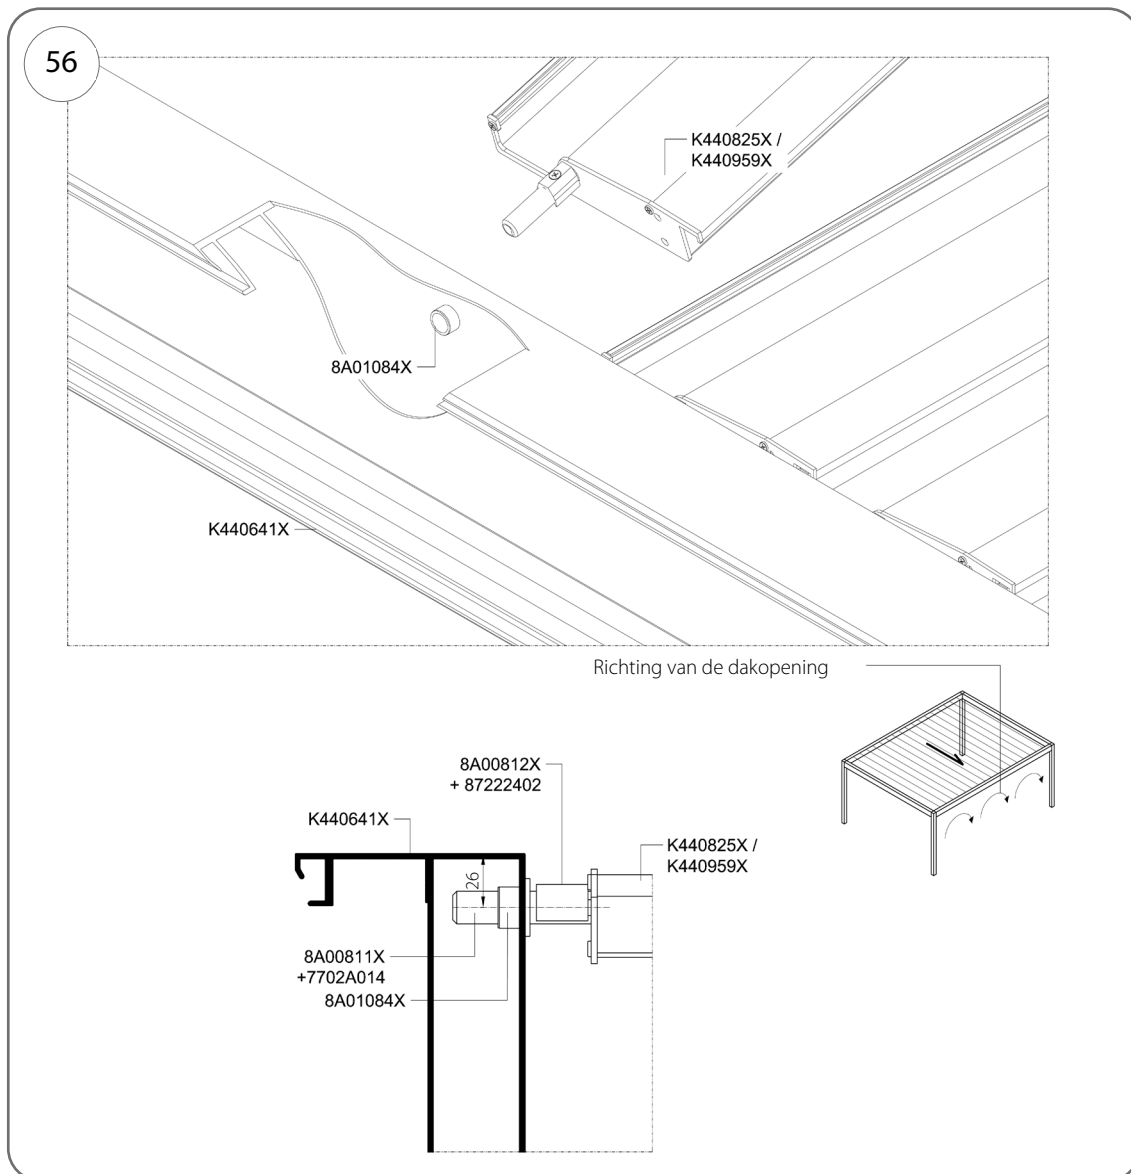 56
K440825X /
K440959X
8A01084X
K440641X
Richting van de dakopening
8A00812X
+ 87222402
K440641X
K440825X /
K440959X
26
8A00811X
+7702A014
8A01084X